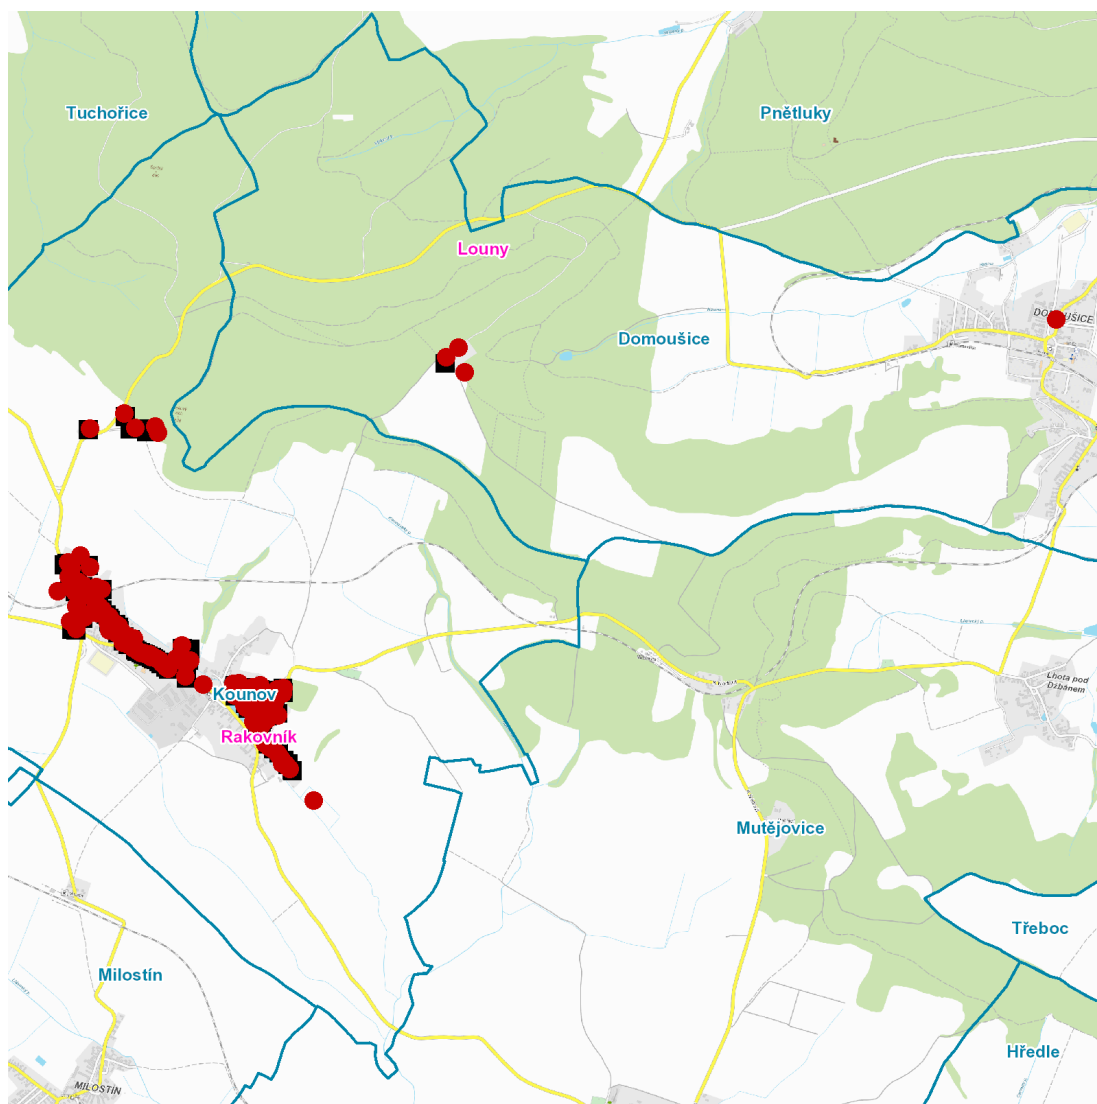 Tuchořice
Pnětluky
Louny
DOMOUŠICE
Domoušice
Lhota pod
Džbánem
Kounov
Rakovník
Mutějovice
Třeboc
Milostín
Hředle
MILOSTÍN